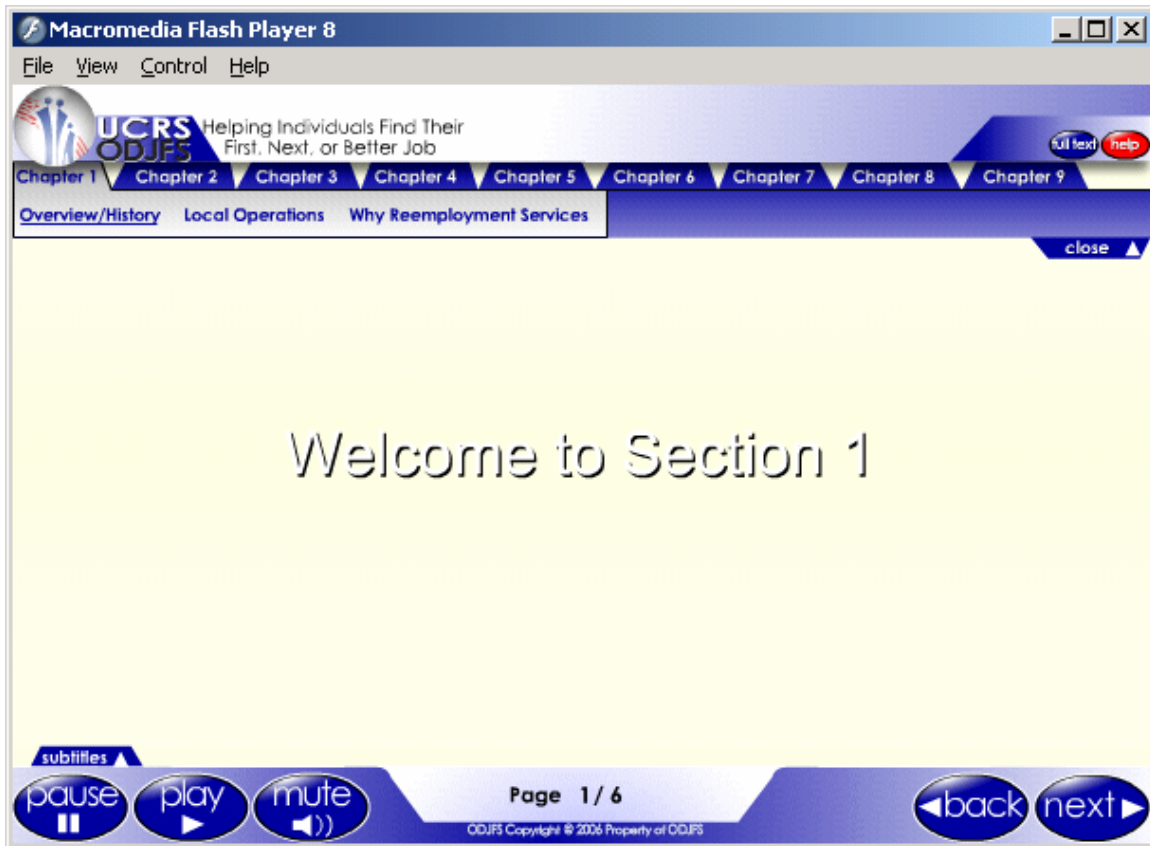 Macromedia Flash Player 8
File View Control Help
UCRS Helping Individuals Find Their
ODJFS First, Next, or Better Job
full text help
Chapter 1 Chapter 2 Chapter 3 Chapter 4 Chapter 5 Chapter 6 Chapter 7 Chapter 8 Chapter 9
Overview/History Local Operations Why Reemployment Services
close
Welcome to Section 1
subtitles
pause play mute Page 1/6 back next
ODJFS Copyright © 2006 Property of ODJFS